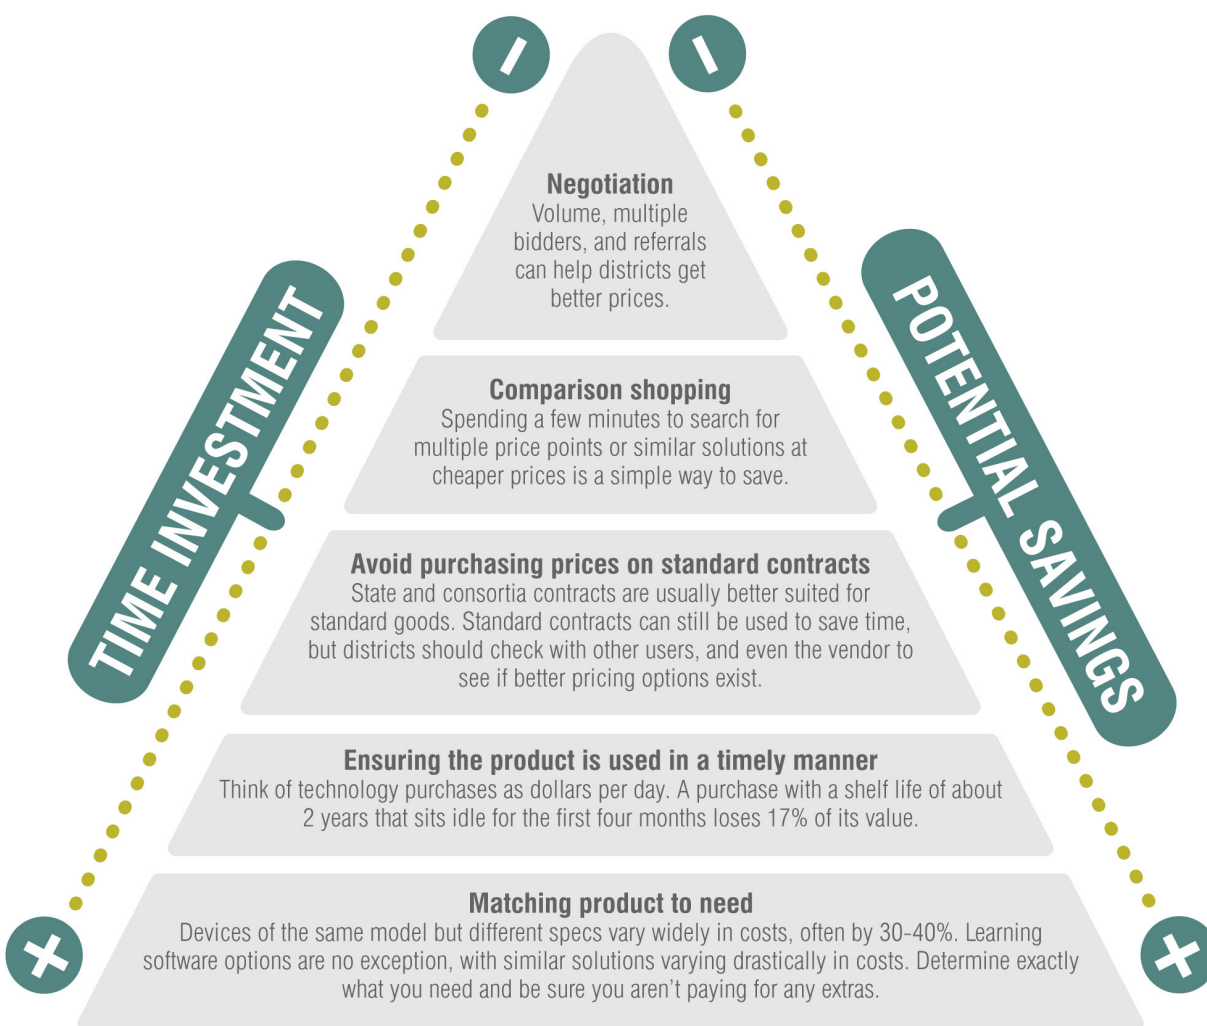 Negotiation
Volume, multiple
bidders, and referrals
can help districts get
better prices.
TIME INVESTMENT
POTENTIAL SAVINGS
Comparison shopping
Spending a few minutes to search for
multiple price points or similar solutions at
cheaper prices is a simple way to save.
Avoid purchasing prices on standard contracts
State and consortia contracts are usually better suited for
standard goods. Standard contracts can still be used to save time,
but districts should check with other users, and even the vendor to
see if better pricing options exist.
Ensuring the product is used in a timely manner
Think of technology purchases as dollars per day. A purchase with a shelf life of about
2 years that sits idle for the first four months loses 17% of its value.
Matching product to need
Devices of the same model but different specs vary widely in costs, often by 30-40%. Learning
software options are no exception, with similar solutions varying drastically in costs. Determine exactly
what you need and be sure you aren't paying for any extras.